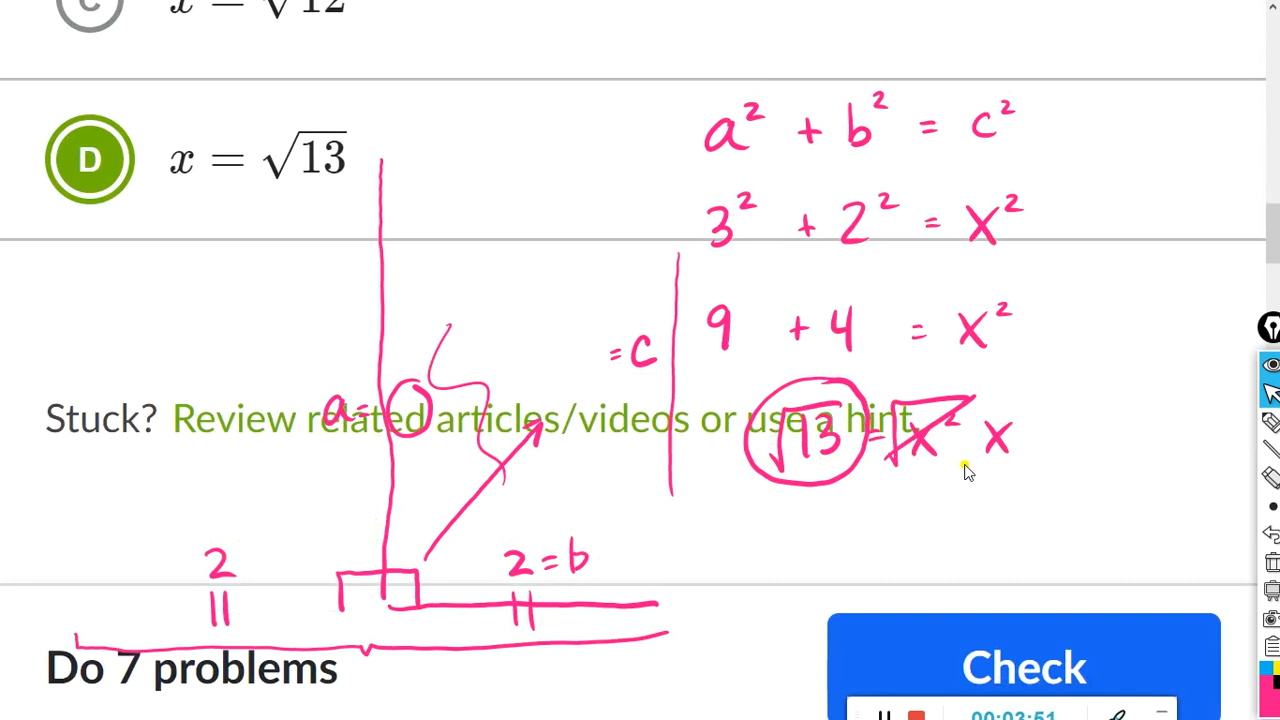 C x = √12
D x = √13
a² + b² = c²
3² + 2² = x²
9 + 4 = x²
√13 = √x² x
= c
a =
Stuck? Review related articles/videos or use a hint.
2
2 = b
Do 7 problems
Check
00:03:51